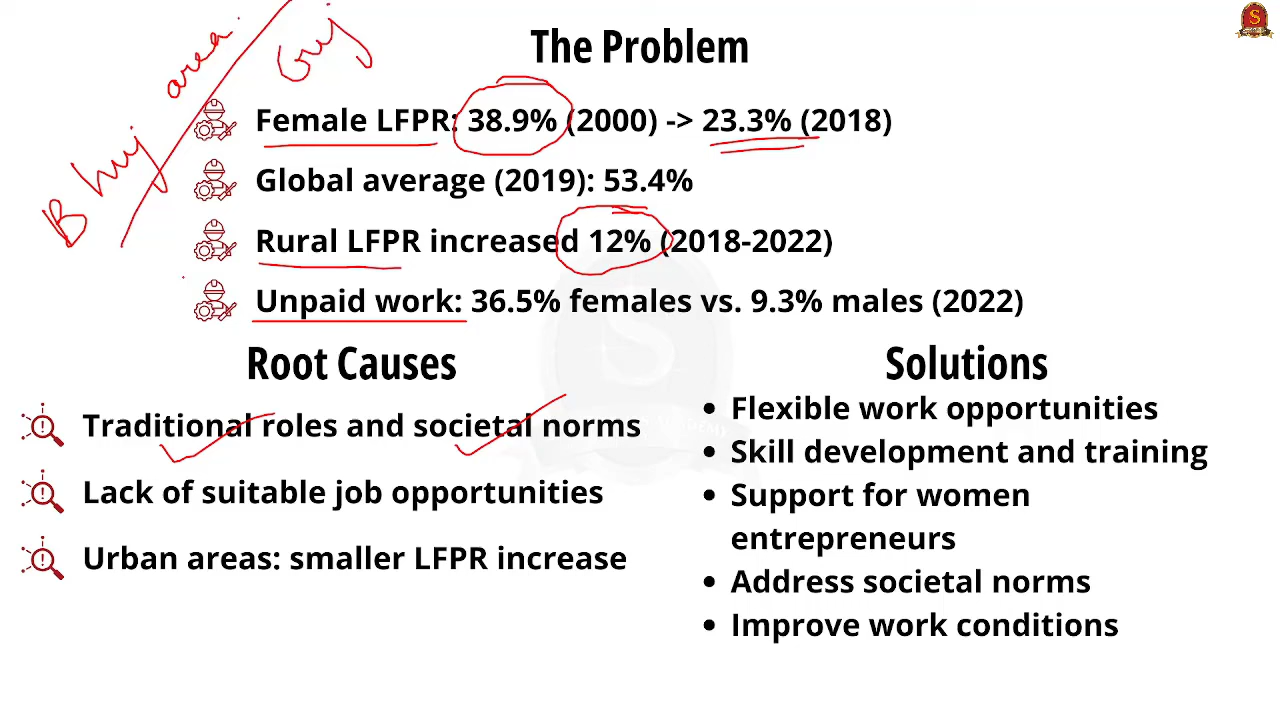 The Problem
Bhuj area
Guj
Female LFPR: 38.9% (2000) -> 23.3% (2018)
Global average (2019): 53.4%
Rural LFPR increased 12% (2018-2022)
Unpaid work: 36.5% females vs. 9.3% males (2022)
Root Causes
Traditional roles and societal norms
Lack of suitable job opportunities
Urban areas: smaller LFPR increase
Solutions
• Flexible work opportunities
• Skill development and training
• Support for women
entrepreneurs
• Address societal norms
• Improve work conditions